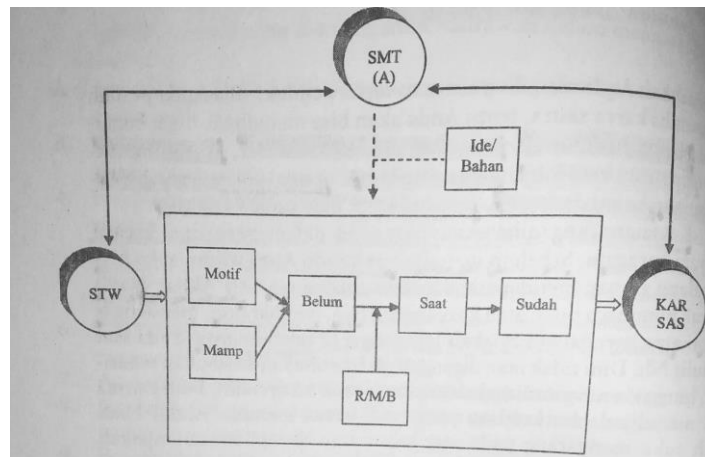 SMT
(A)
Ide/
Bahan
STW
Motif
Mamp
Belum
Saat
Sudah
R/M/B
KAR
SAS